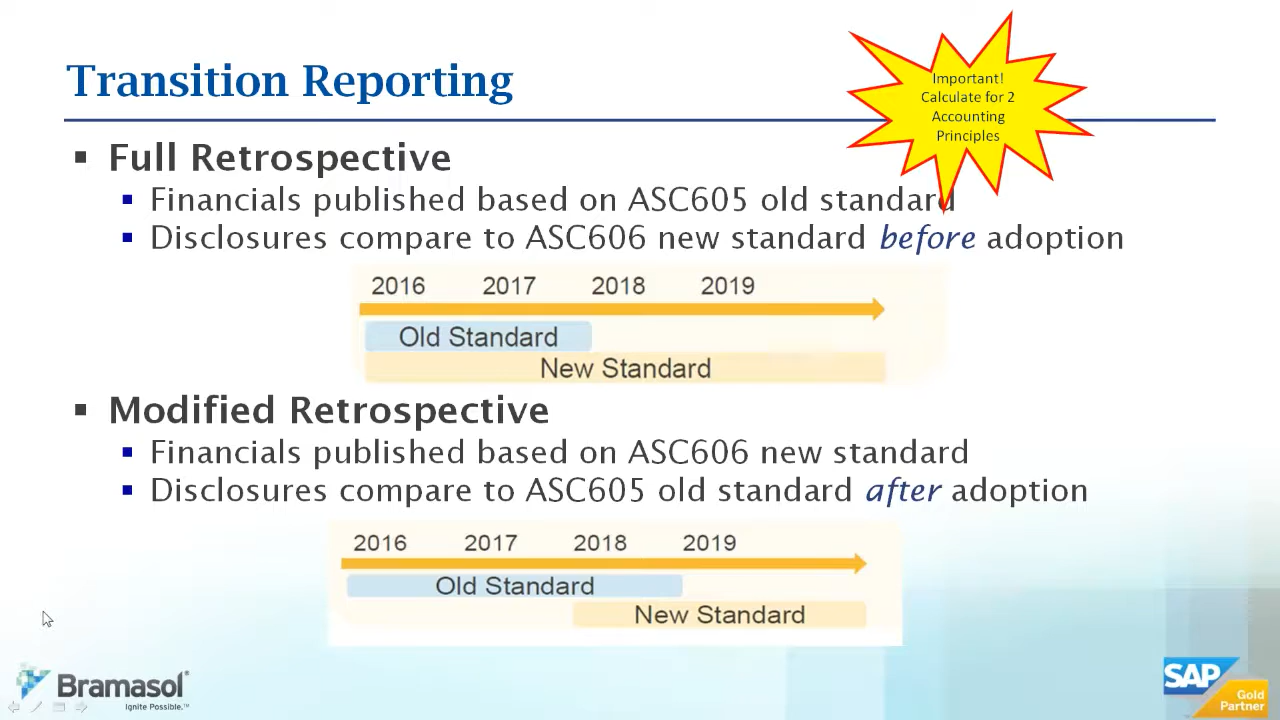 Transition Reporting
Important!
Calculate for 2
Accounting
Principles
▪ Full Retrospective
▪ Financials published based on ASC605 old standard
▪ Disclosures compare to ASC606 new standard before adoption
2016 2017 2018 2019
Old Standard
New Standard
▪ Modified Retrospective
▪ Financials published based on ASC606 new standard
▪ Disclosures compare to ASC605 old standard after adoption
2016 2017 2018 2019
Old Standard
New Standard
Bramasol®
Ignite Possible.™
SAP
Gold
Partner